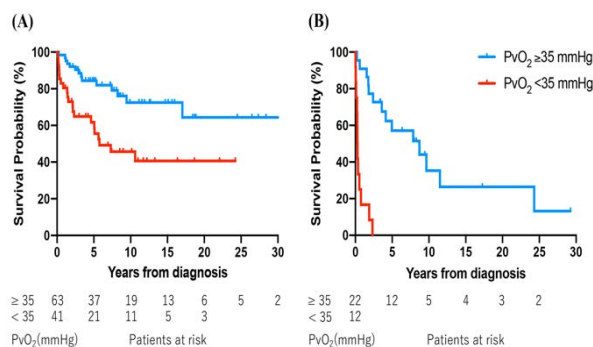 (A)
Survival Probability (%)
100
80
60
40
20
0
0 5 10 15 20 25 30
Years from diagnosis
≥ 35 63 37 19 13 6 5 2
< 35 41 21 11 5 3
PvO2(mmHg) Patients at risk
(B)
Survival Probability (%)
100
80
60
40
20
0
PvO2 ≥35 mmHg
PvO2 <35 mmHg
0 5 10 15 20 25 30
Years from diagnosis
≥ 35 22 12 5 4 3 2
< 35 12
PvO2(mmHg) Patients at risk